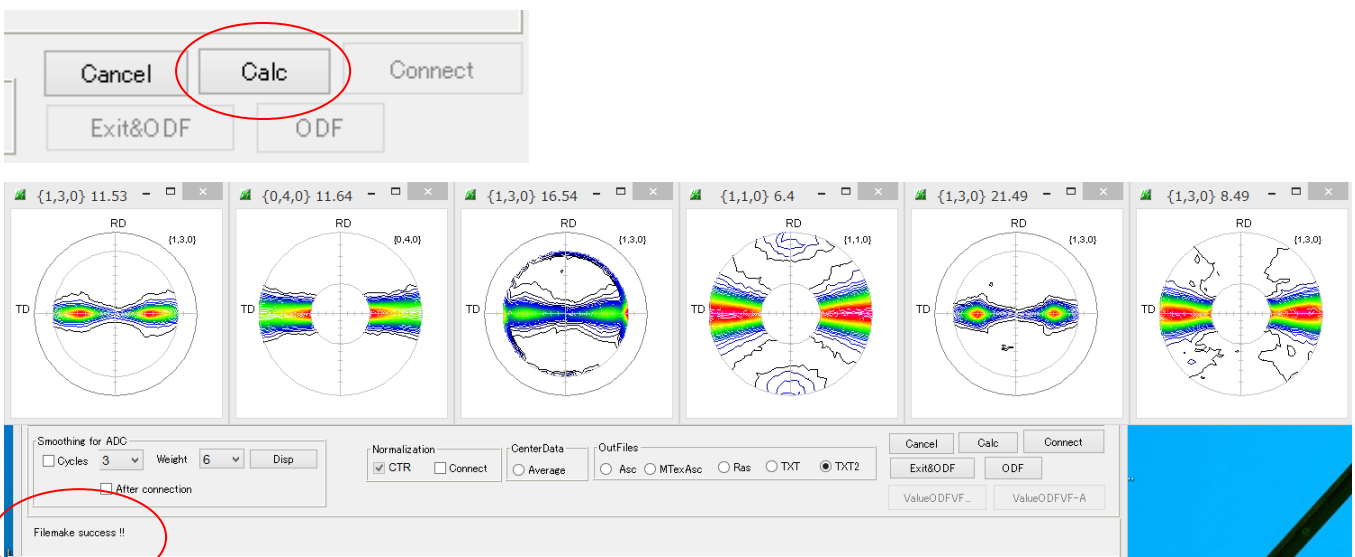 Cancel Calc Connect
Exit&ODF ODF
{1,3,0} 11.53
{0,4,0} 11.64
{1,3,0} 16.54
{1,1,0} 6.4
{1,3,0} 21.49
{1,3,0} 8.49
RD
{1,3,0}
TD
RD
{0,4,0}
TD
RD
{1,3,0}
TD
RD
{1,1,0}
TD
RD
{1,3,0}
TD
RD
{1,3,0}
TD
Smoothing for ADC
Cycles 3 Weight 6 Disp
After connection
Normalization
CTR Connect
CenterData
Average
OutFiles
Asc MTexAsc Ras TXT TXT2
Cancel Calc Connect
Exit&ODF ODF
ValueODFVF_ ValueODFVF-A
Filemake success !!